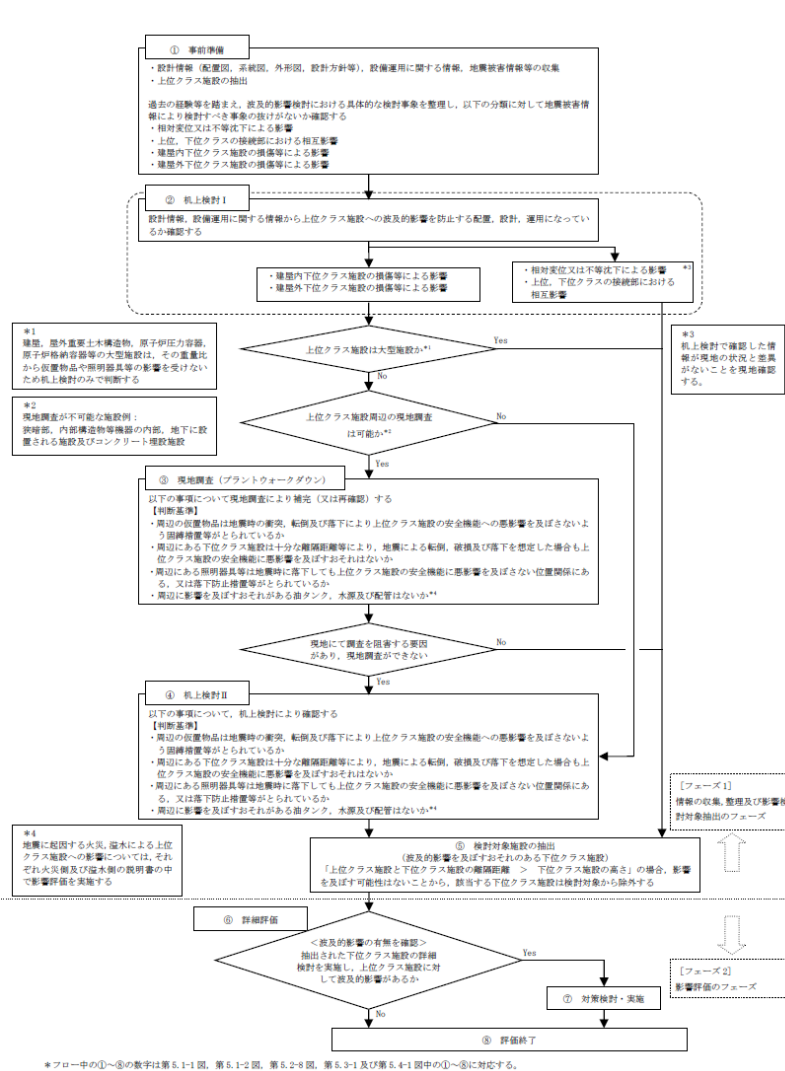 ① 事前準備
・設計情報（配置図，系統図，外形図，設計方針等），設備運用に関する情報，地震被害情報等の収集
・上位クラス施設の抽出
過去の経験等を踏まえ，波及的影響検討における具体的な検討事象を整理し，以下の分類に対して地震被害情
報により検討すべき事象の抜けがないか確認する
・相対変位又は不等沈下による影響
・上位，下位クラスの接続部における相互影響
・建屋内下位クラス施設の損傷等による影響
・建屋外下位クラス施設の損傷等による影響
② 机上検討Ⅰ
設計情報，設備運用に関する情報から上位クラス施設への波及的影響を防止する配置，設計，運用になってい
るか確認する
・建屋内下位クラス施設の損傷等による影響
・建屋外下位クラス施設の損傷等による影響
・相対変位又は不等沈下による影響 *3
・上位，下位クラスの接続部における
相互影響
＊1
建屋，屋外重要土木構造物，原子炉圧力容器，
原子炉格納容器等の大型施設は，その重量比
から仮置物品や照明器具等の影響を受けない
ため机上検討のみで判断する
上位クラス施設は大型施設か*1
Yes
No
＊3
机上検討で確認した情
報が現地の状況と差異
がないことを現地確認
する。
＊2
現地調査が不可能な施設例：
狭暗部，内部構造物等機器の内部，地下に設
置される施設及びコンクリート埋設施設
上位クラス施設周辺の現地調査
は可能か*2
No
Yes
③ 現地調査（プラントウォークダウン）
以下の事項について現地調査により補完（又は再確認）する
【判断基準】
・周辺の仮置物品は地震時の衝突，転倒及び落下により上位クラス施設の安全機能への悪影響を及ぼさないよ
う固縛措置等がとられているか
・周辺にある下位クラス施設は十分な離隔距離等により，地震による転倒，破損及び落下を想定した場合も上
位クラス施設の安全機能に悪影響を及ぼすおそれはないか
・周辺にある照明器具等は地震時に落下しても上位クラス施設の安全機能に悪影響を及ぼさない位置関係にあ
る，又は落下防止措置等がとられているか
・周辺に影響を及ぼすおそれがある油タンク，水源及び配管はないか*4
現地にて調査を阻害する要因
があり，現地調査ができない
No
Yes
④ 机上検討Ⅱ
以下の事項について，机上検討により確認する
【判断基準】
・周辺の仮置物品は地震時の衝突，転倒及び落下により上位クラス施設の安全機能への悪影響を及ぼさないよ
う固縛措置等がとられているか
・周辺にある下位クラス施設は十分な離隔距離等により，地震による転倒，破損及び落下を想定した場合も上
位クラス施設の安全機能に悪影響を及ぼすおそれはないか
・周辺にある照明器具等は地震時に落下しても上位クラス施設の安全機能に悪影響を及ぼさない位置関係にあ
る，又は落下防止措置等がとられているか
・周辺に影響を及ぼすおそれがある油タンク，水源及び配管はないか*4
［フェーズ1］
情報の収集，整理及び影響検
討対象抽出のフェーズ
＊4
地震に起因する火災，溢水による上位
クラス施設への影響については，それ
ぞれ火災側及び溢水側の説明書の中
で影響評価を実施する
⑤ 検討対象施設の抽出
（波及的影響を及ぼすおそれのある下位クラス施設）
「上位クラス施設と下位クラス施設の離隔距離 ＞ 下位クラス施設の高さ」の場合，影響
を及ぼす可能性はないことから，該当する下位クラス施設は検討対象から除外する
⑥ 詳細評価
＜波及的影響の有無を確認＞
抽出された下位クラス施設の詳細
検討を実施し，上位クラス施設に対
して波及的影響があるか
Yes
No
［フェーズ2］
影響評価のフェーズ
⑦ 対策検討・実施
⑧ 評価終了
＊フロー中の①～⑧の数字は第5.1-1図，第5.1-2図，第5.2-8図，第5.3-1及び第5.4-1図中の①～⑧に対応する。